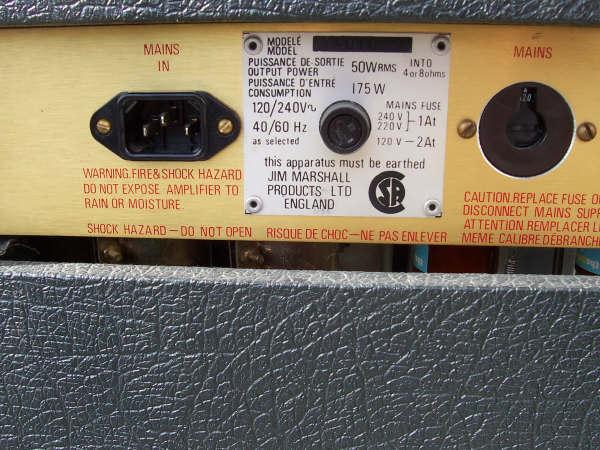 MAINS
IN
WARNING.FIRE&SHOCK HAZARD
DO NOT EXPOSE AMPLIFIER TO
RAIN OR MOISTURE.
SHOCK HAZARD—DO NOT OPEN RISQUE DE CHOC—NE PAS ENLEVER
MODELÉ
MODEL
PUISSANCE DE SORTIE
OUTPUT POWER 50W RMS INTO 4 or 8 ohms
PUISSANCE D'ENTRÉ
CONSUMPTION 175 W
120/240V~
40/60 Hz
as selected
MAINS FUSE
240 V
220 V 1At
120 V – 2At
this apparatus must be earthed
JIM MARSHALL
PRODUCTS LTD
ENGLAND
MAINS
CAUTION.REPLACE FUSE
DISCONNECT MAINS
ATTENTION REMPLACER
MEME CALIBRE